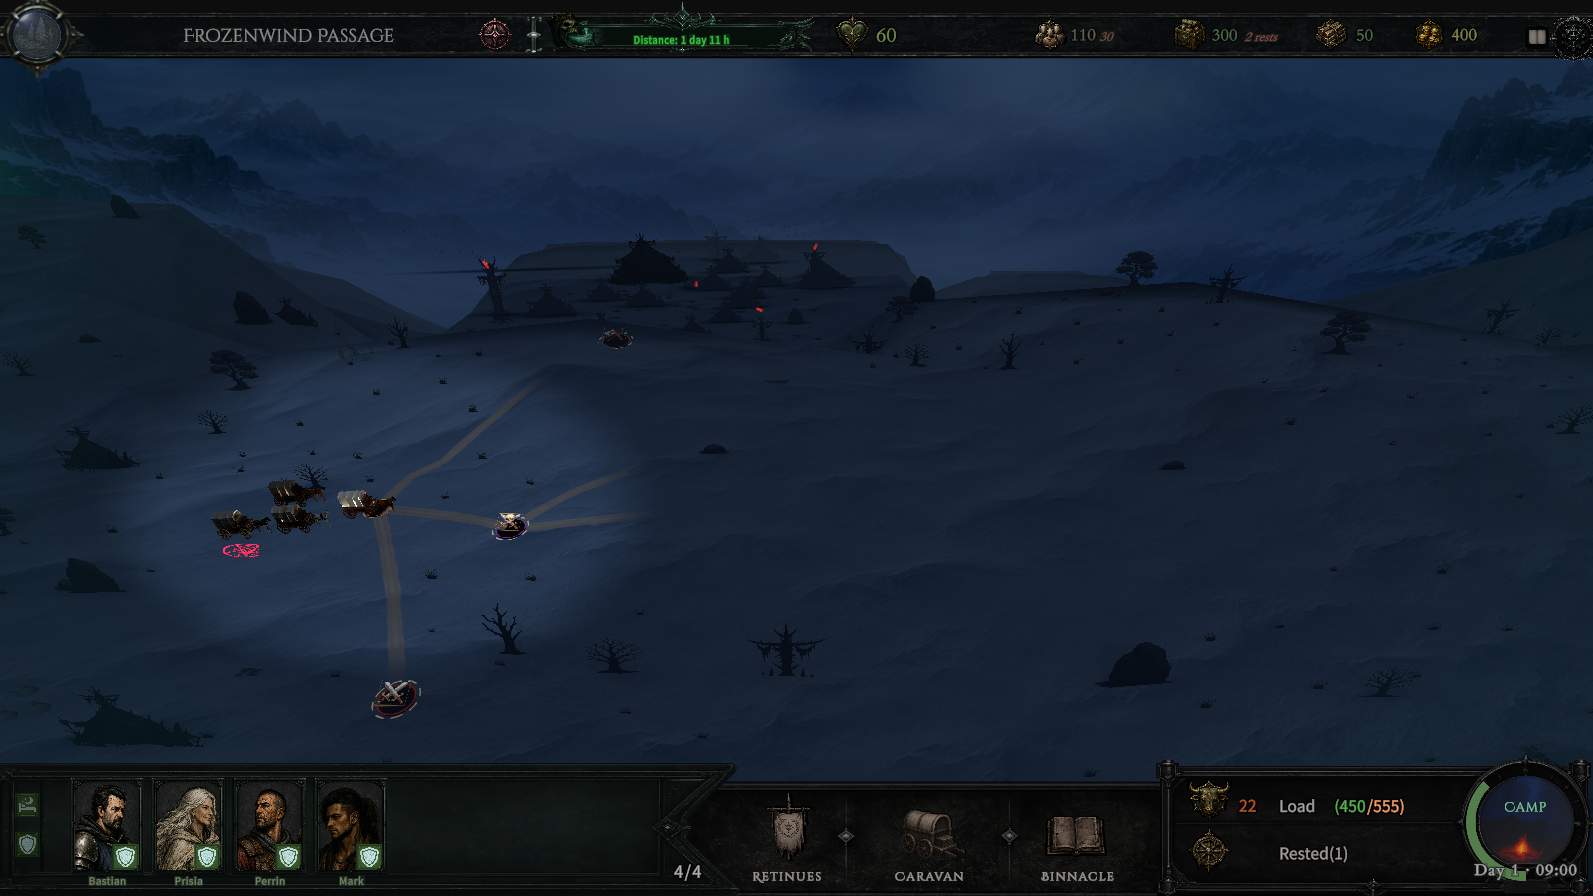 Frozenwind Passage
Distance: 1 day 11 h
60
110 30
300 2 rests
50
400
Bastian
Prisia
Perrin
Mark
4/4
Retinues
Caravan
Binnacle
22 Load (450/555)
Rested(1)
Camp
Day 1 · 09:00